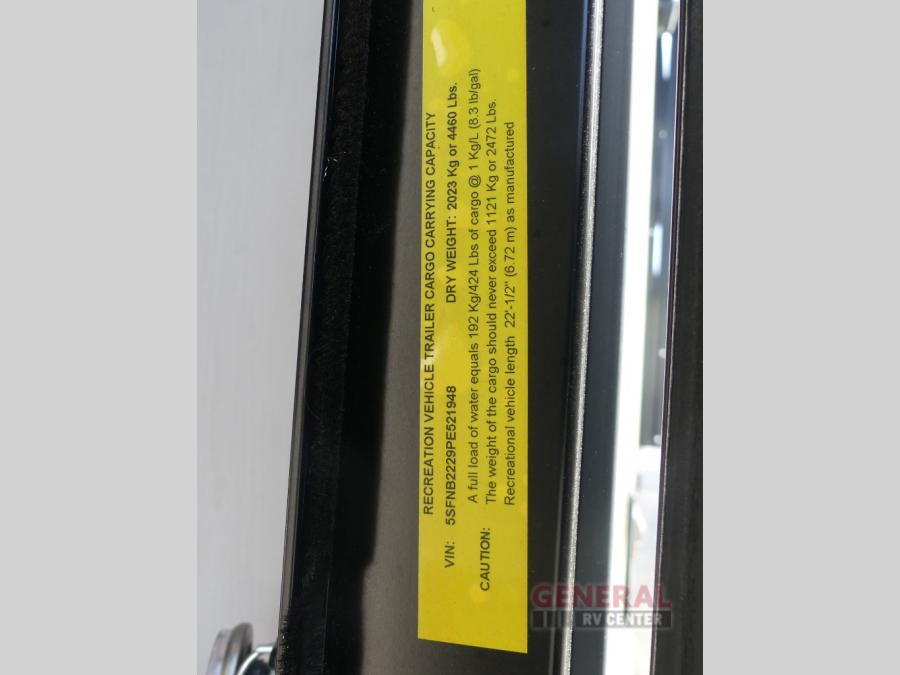 RECREATION VEHICLE TRAILER CARGO CARRYING CAPACITY
VIN: 5SFNB2229PE521948 DRY WEIGHT: 2023 Kg or 4460 Lbs.
CAUTION: A full load of water equals 192 Kg/424 Lbs of cargo @ 1 Kg/L (8.3 lb/gal)
The weight of the cargo should never exceed 1121 Kg or 2472 Lbs.
Recreational vehicle length 22'-1/2" (6.72 m) as manufactured
GENERAL
RV CENTER